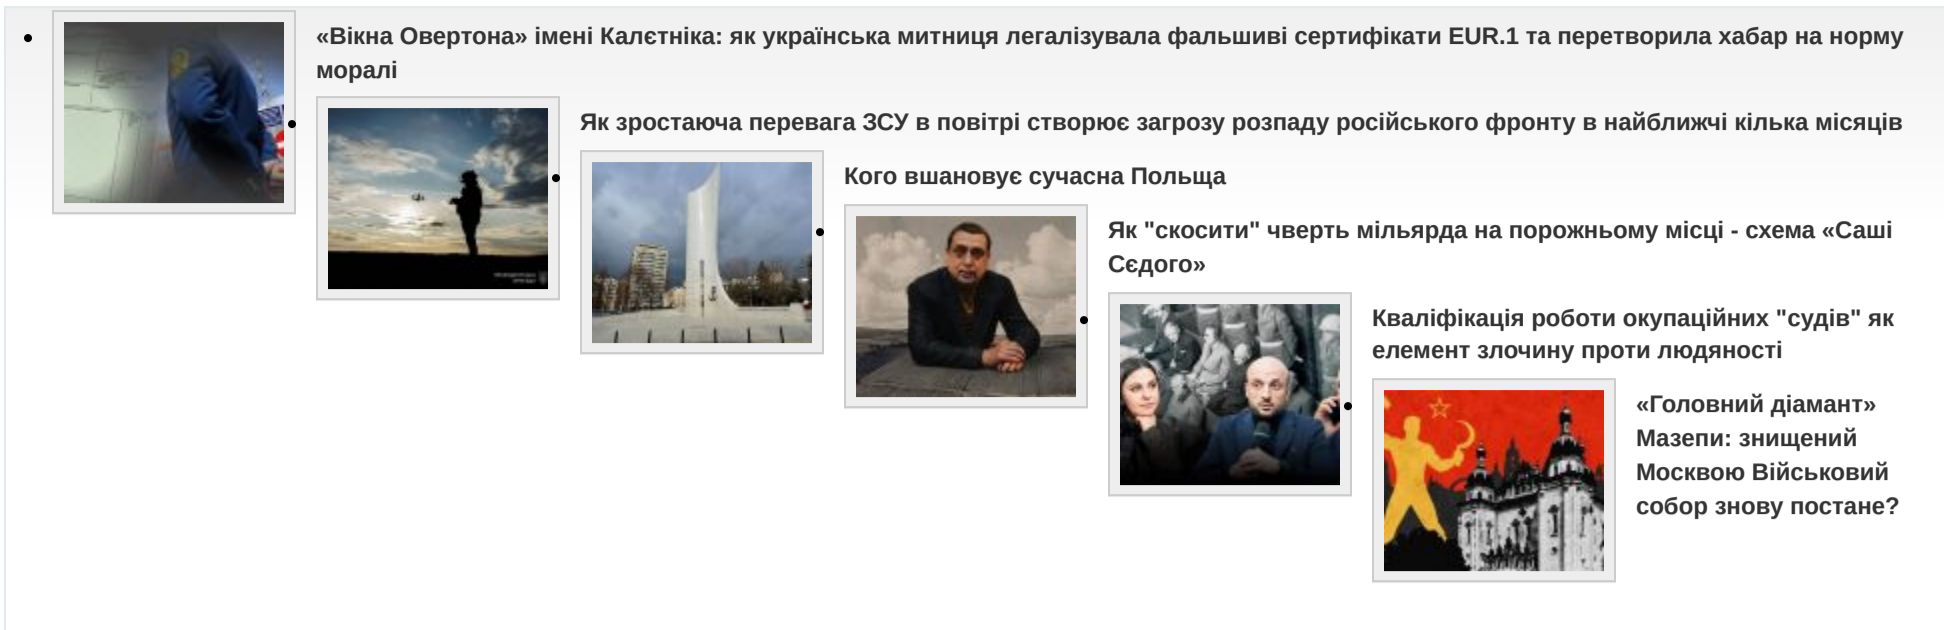 «Вікна Овертона» імені Калєтніка: як українська митниця легалізувала фальшиві сертифікати EUR.1 та перетворила хабар на норму
моралі
Як зростаюча перевага ЗСУ в повітрі створює загрозу розпаду російського фронту в найближчі кілька місяців
Кого вшановує сучасна Польща
Як "скосити" чверть мільярда на порожньому місці - схема «Саші
Сєдого»
Кваліфікація роботи окупаційних "судів" як
елемент злочину проти людяності
«Головний діамант»
Мазепи: знищений
Москвою Військовий
собор знову постане?